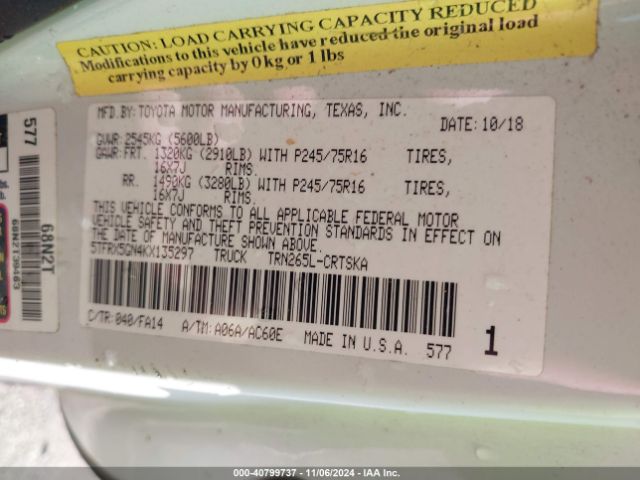 CAUTION: LOAD CARRYING CAPACITY REDUCED
Modifications to this vehicle have reduced the original load
carrying capacity by 0 kg or 1 lbs
MFD.BY:TOYOTA MOTOR MANUFACTURING, TEXAS, INC.
DATE:10/18
GVWR:2545KG (5600LB)
GAWR:FRT. 1320KG (2910LB) WITH P245/75R16 TIRES,
16X7J RIMS.
RR. 1490KG (3280LB) WITH P245/75R16 TIRES,
16X7J RIMS.
THIS VEHICLE CONFORMS TO ALL APPLICABLE FEDERAL MOTOR
VEHICLE SAFETY AND THEFT PREVENTION STANDARDS IN EFFECT ON
THE DATE OF MANUFACTURE SHOWN ABOVE.
5TFRX5GN4KX135297 TRUCK TRN265L-CRTSKA
C/TR:040/FA14 A/TM:A06A/AC60E MADE IN U.S.A. 577
1
577
68N2T
000-40799737 - 11/06/2024 - IAA